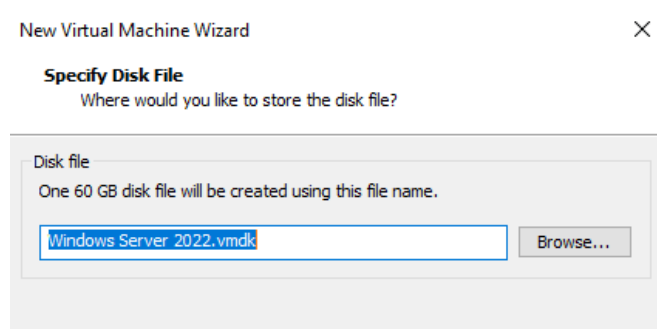 New Virtual Machine Wizard
Specify Disk File
Where would you like to store the disk file?
Disk file
One 60 GB disk file will be created using this file name.
Windows Server 2022.vmdk
Browse...